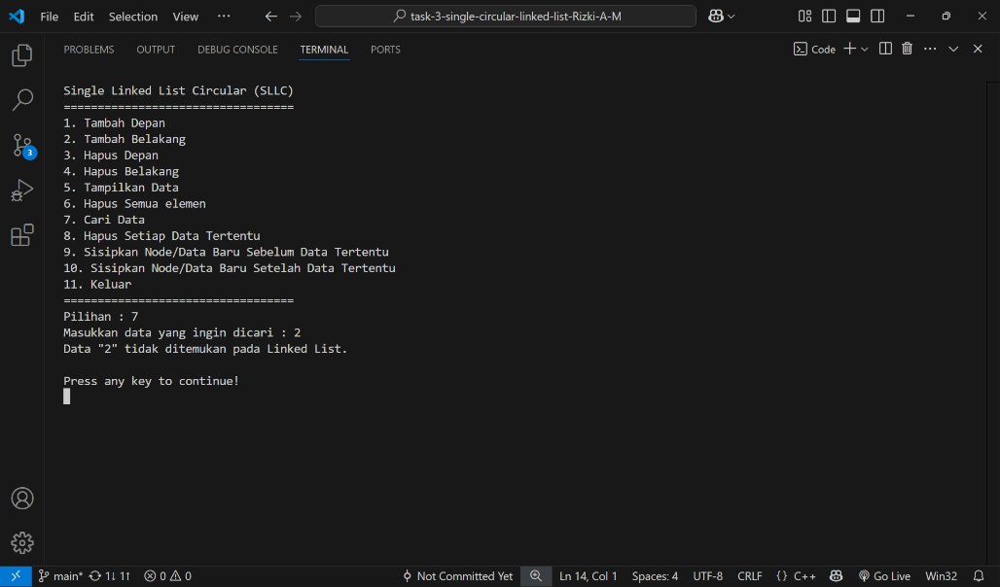 File Edit Selection View ··· task-3-single-circular-linked-list-Rizki-A-M
PROBLEMS OUTPUT DEBUG CONSOLE TERMINAL PORTS Code
Single Linked List Circular (SLLC)
==================================
1. Tambah Depan
2. Tambah Belakang
3. Hapus Depan
4. Hapus Belakang
5. Tampilkan Data
6. Hapus Semua elemen
7. Cari Data
8. Hapus Setiap Data Tertentu
9. Sisipkan Node/Data Baru Sebelum Data Tertentu
10. Sisipkan Node/Data Baru Setelah Data Tertentu
11. Keluar
==================================
Pilihan : 7
Masukkan data yang ingin dicari : 2
Data "2" tidak ditemukan pada Linked List.
Press any key to continue!
3
main* 1↓ 1↑ 0 0 Not Committed Yet Ln 14, Col 1 Spaces: 4 UTF-8 CRLF {} C++ Go Live Win32